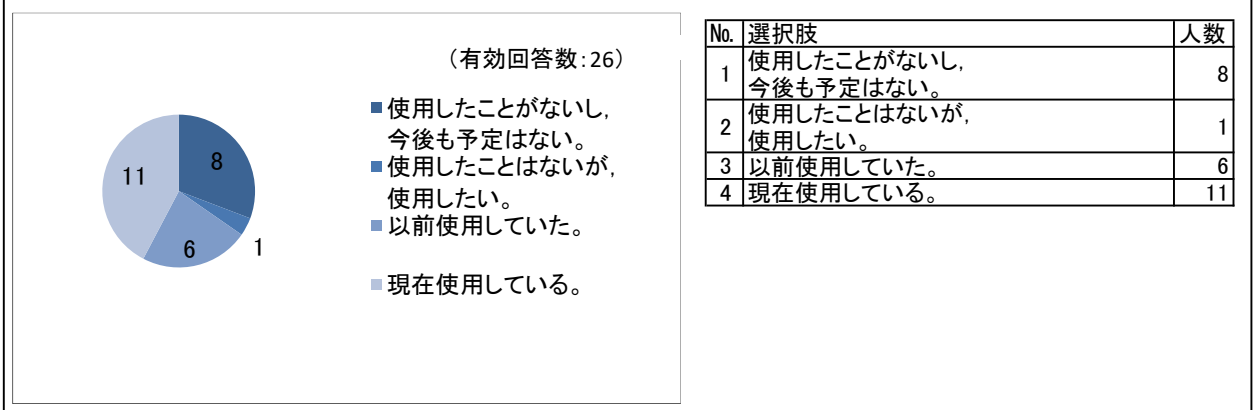 （有効回答数：26）
使用したことがないし，
今後も予定はない。
使用したことはないが，
使用したい。
以前使用していた。
現在使用している。
8
1
6
11
№ 選択肢 人数
1 使用したことがないし，
今後も予定はない。 8
2 使用したことはないが，
使用したい。 1
3 以前使用していた。 6
4 現在使用している。 11